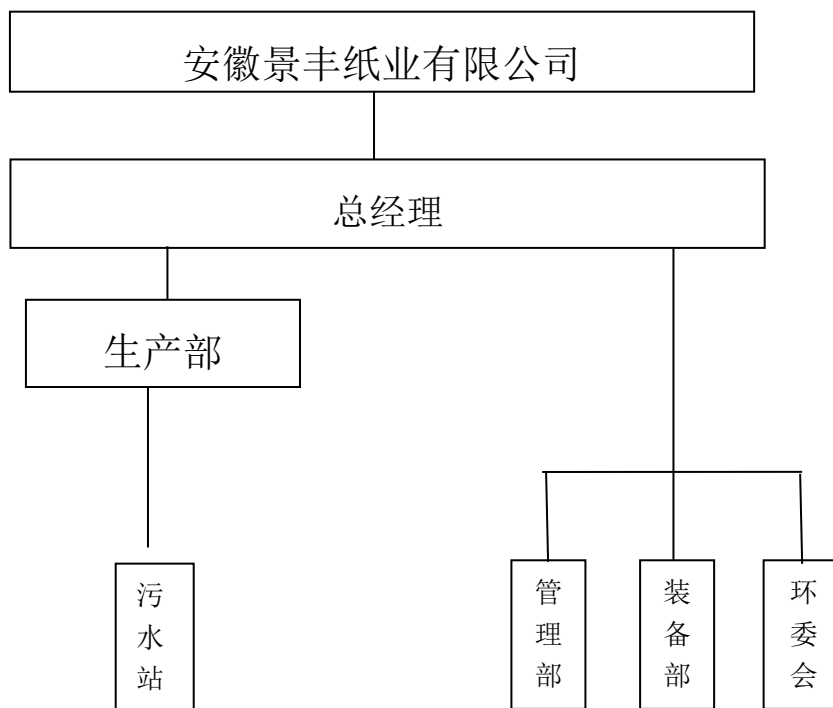 安徽景丰纸业有限公司
总经理
生产部
污水站
管理部
装备部
环委会